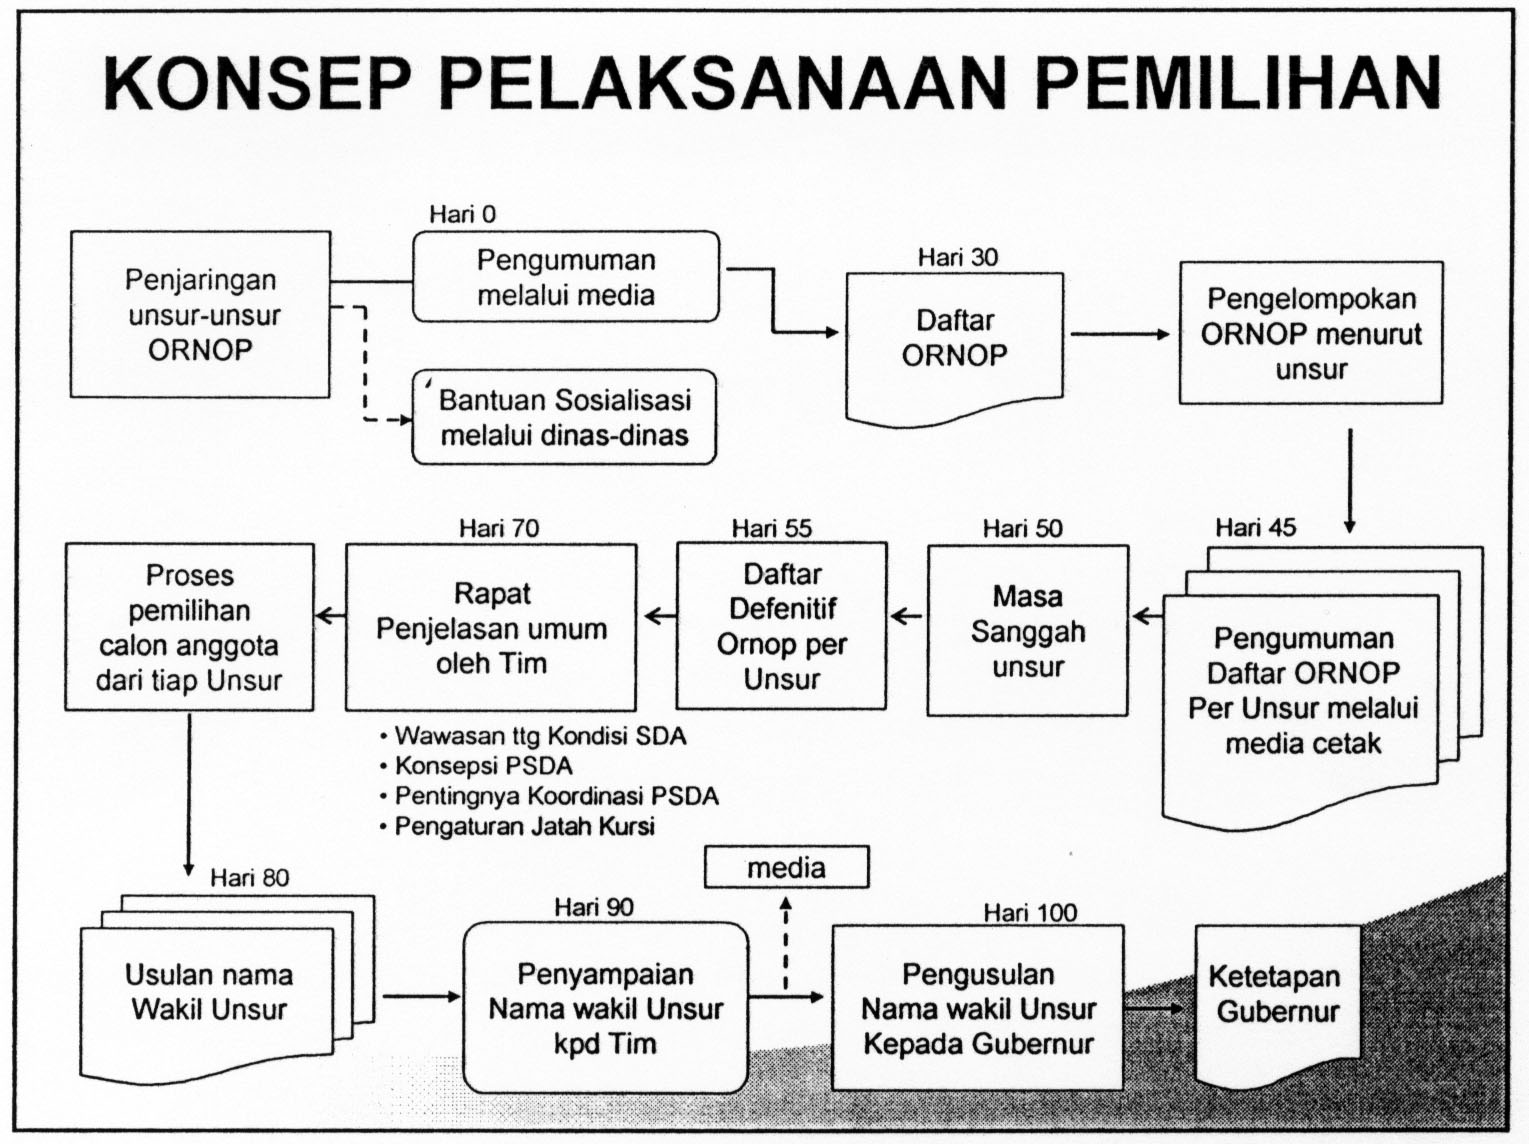 KONSEP PELAKSANAAN PEMILIHAN
Penjaringan
unsur-unsur
ORNOP
Hari 0
Pengumuman
melalui media
Bantuan Sosialisasi
melalui dinas-dinas
Hari 30
Daftar
ORNOP
Pengelompokan
ORNOP menurut
unsur
Hari 45
Pengumuman
Daftar ORNOP
Per Unsur melalui
media cetak
Hari 50
Masa
Sanggah
unsur
Hari 55
Daftar
Defenitif
Ornop per
Unsur
Hari 70
Rapat
Penjelasan umum
oleh Tim
• Wawasan ttg Kondisi SDA
• Konsepsi PSDA
• Pentingnya Koordinasi PSDA
• Pengaturan Jatah Kursi
Proses
pemilihan
calon anggota
dari tiap Unsur
Hari 80
Usulan nama
Wakil Unsur
Hari 90
Penyampaian
Nama wakil Unsur
kpd Tim
media
Hari 100
Pengusulan
Nama wakil Unsur
Kepada Gubernur
Ketetapan
Gubernur